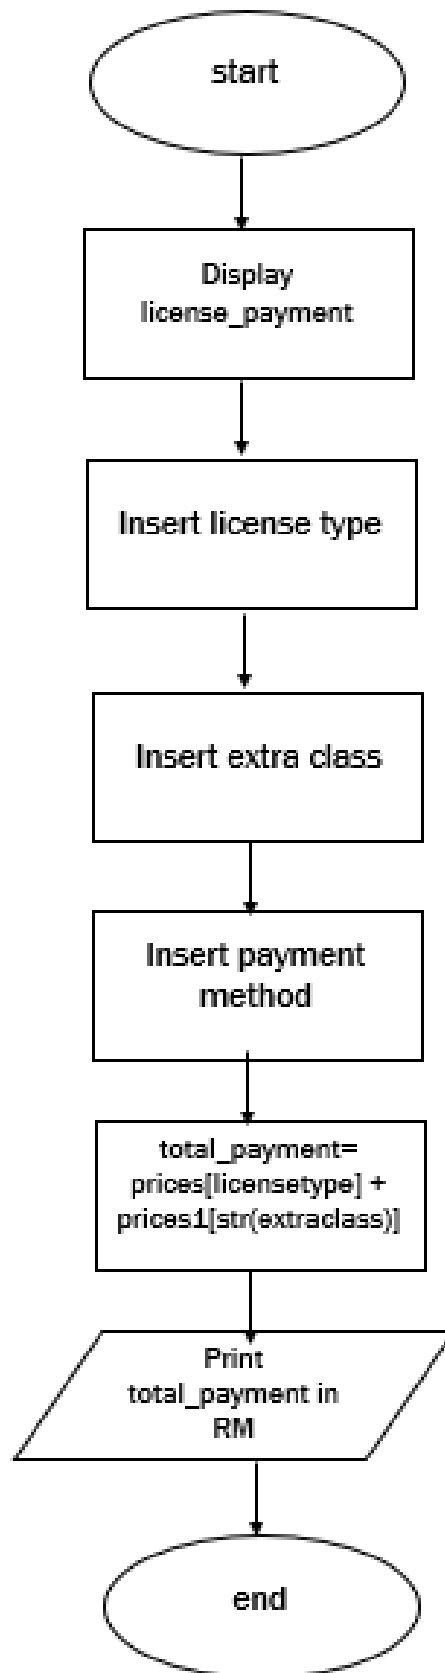 start
Display
license_payment
Insert license type
Insert extra class
Insert payment
method
total_payment=
prices[licensetype] +
prices1[str(extraclass)]
Print
total_payment in
RM
end